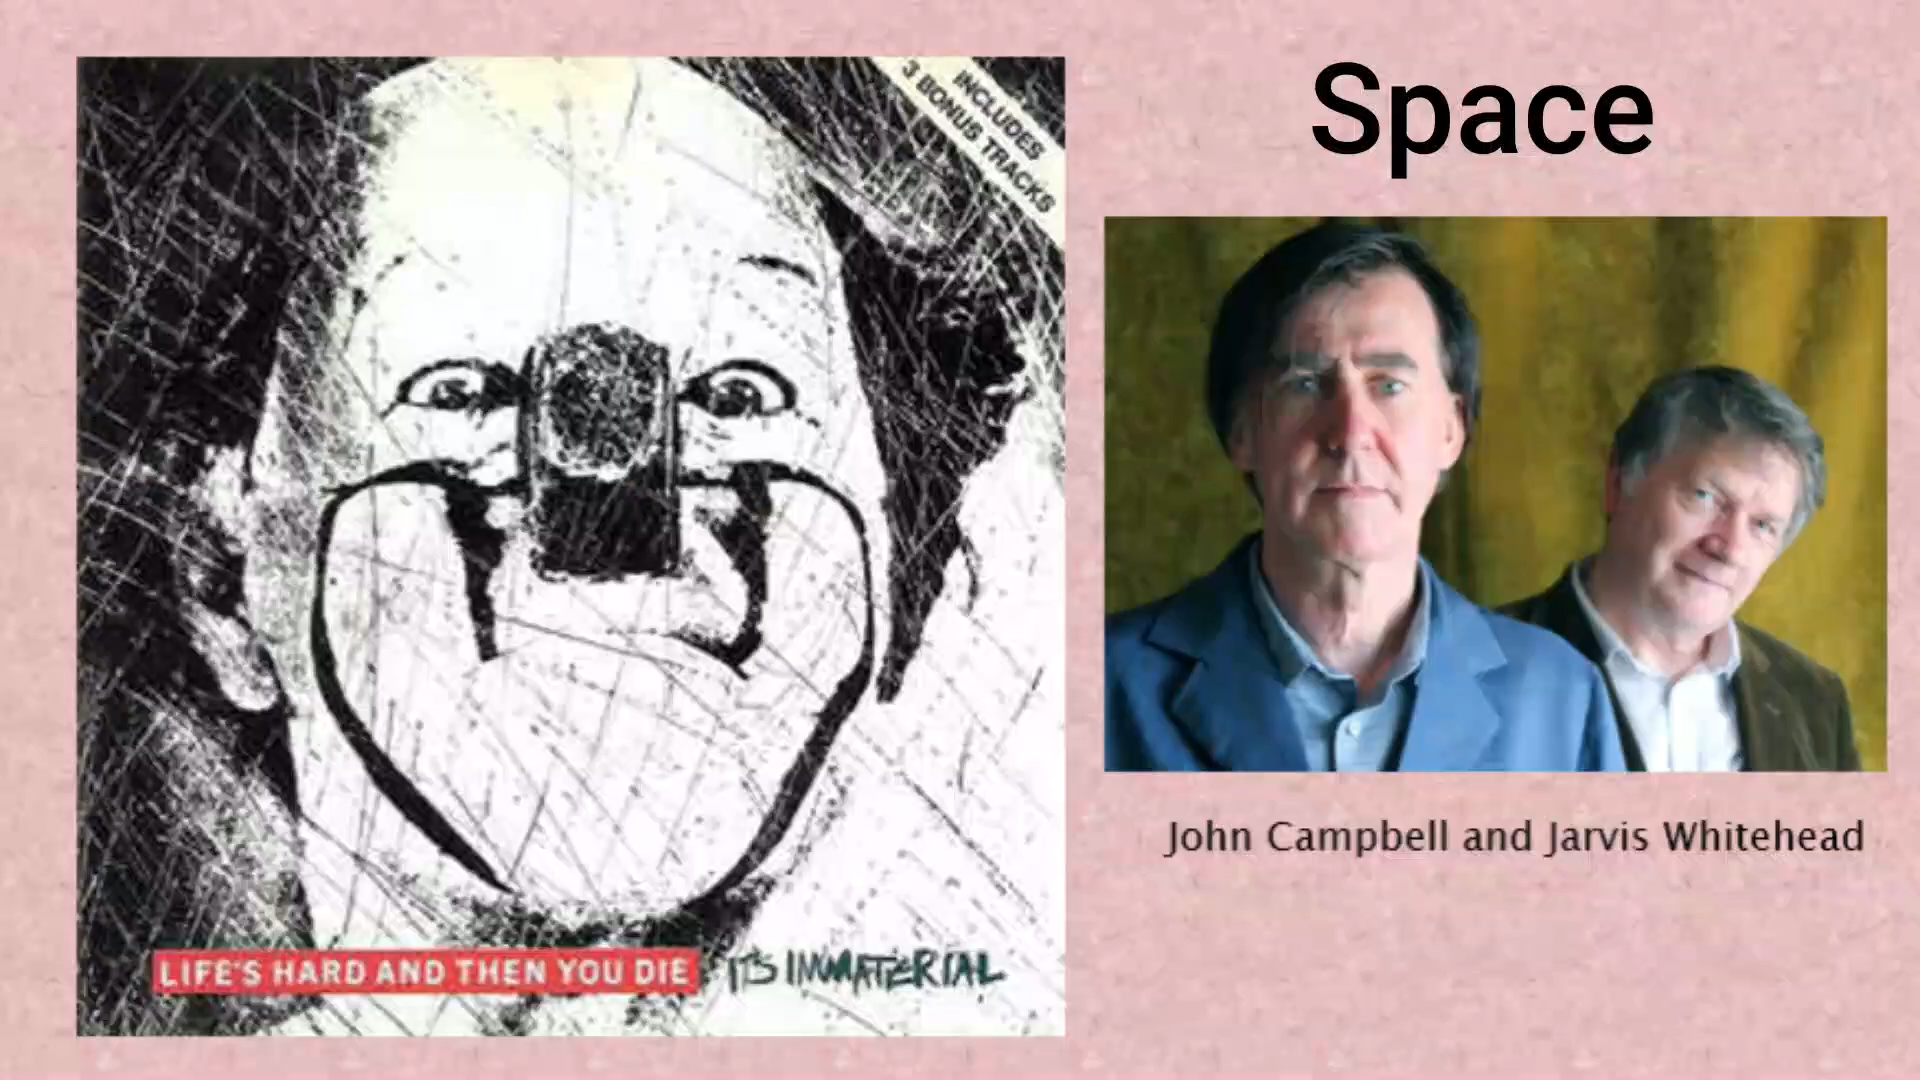 INCLUDES
3 BONUS TRACKS
LIFE'S HARD AND THEN YOU DIE
IT'S IMMATERIAL
Space
John Campbell and Jarvis Whitehead